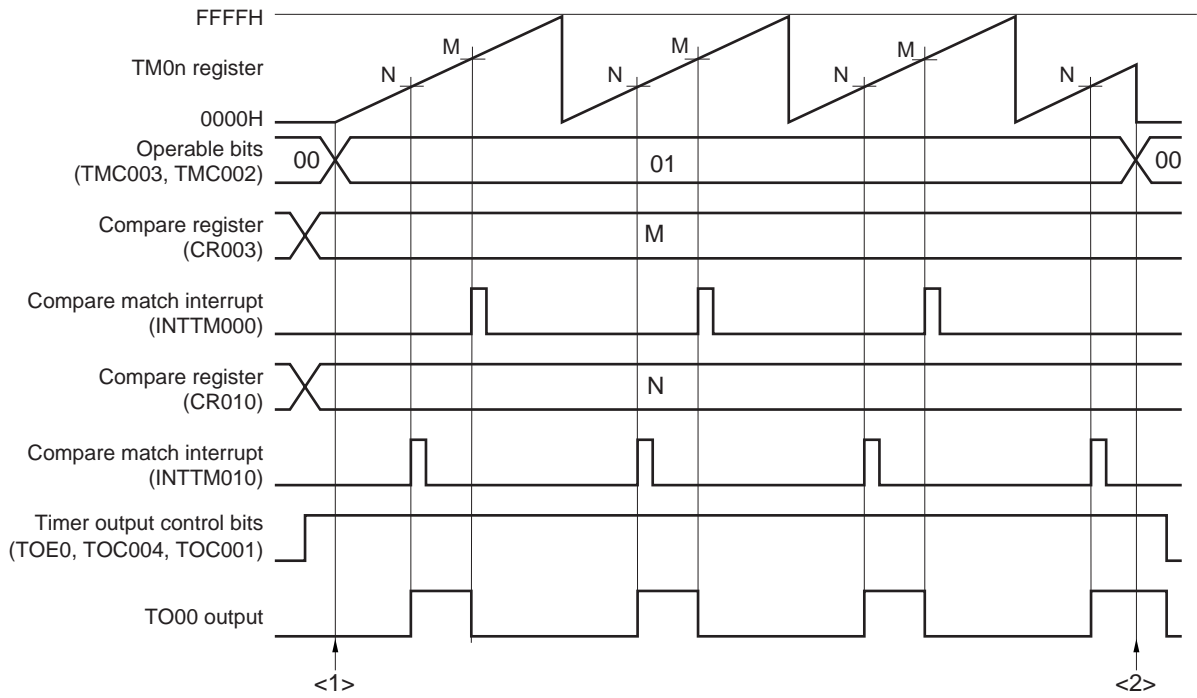 FFFFH
TM0n register
0000H
N M N M N M N
Operable bits
(TMC003, TMC002)
00 01 00
Compare register
(CR003)
M
Compare match interrupt
(INTTM000)
Compare register
(CR010)
N
Compare match interrupt
(INTTM010)
Timer output control bits
(TOE0, TOC004, TOC001)
TO00 output
<1> <2>